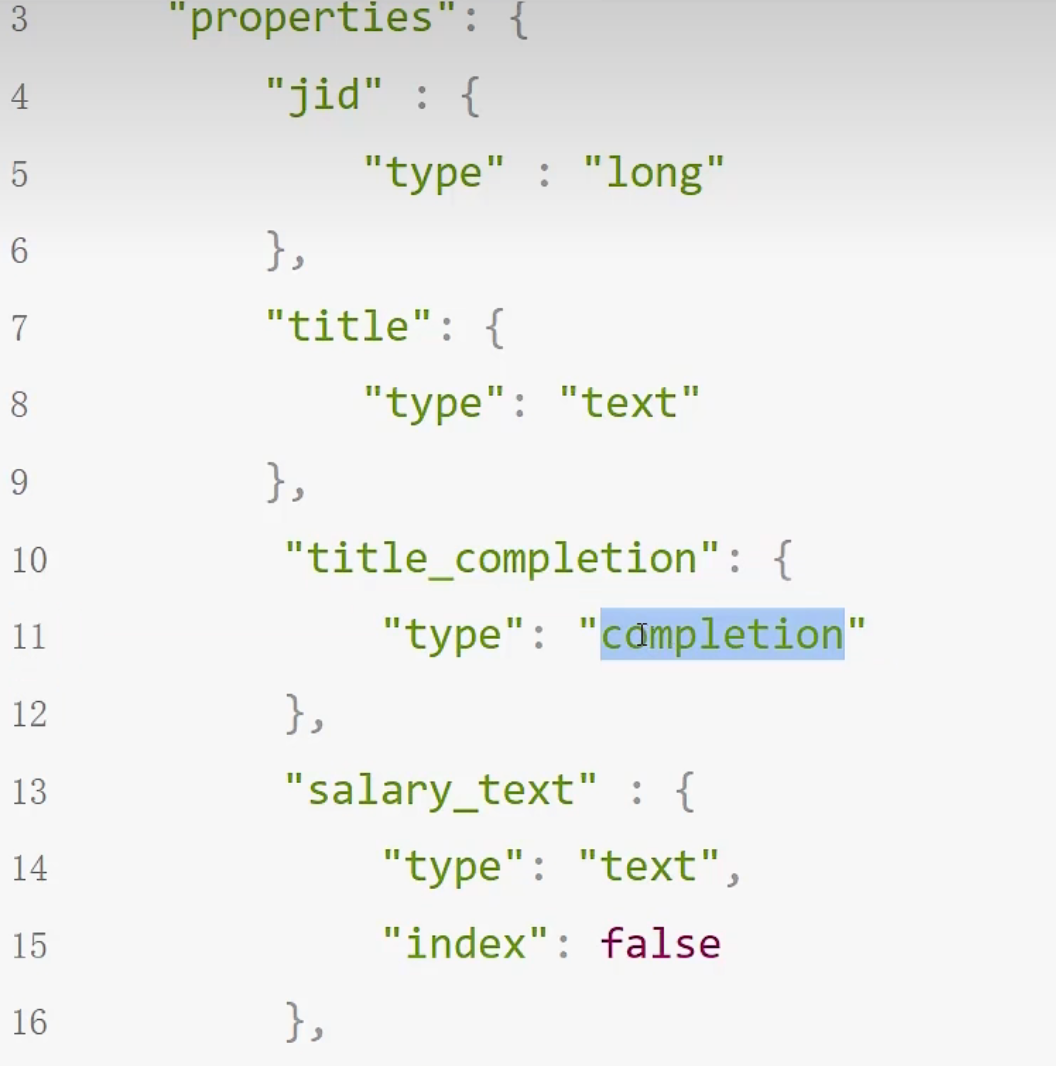 3 "properties": {
4 "jid" : {
5 "type" : "long"
6 },
7 "title": {
8 "type": "text"
9 },
10 "title_completion": {
11 "type": "completion"
12 },
13 "salary_text" : {
14 "type": "text",
15 "index": false
16 },